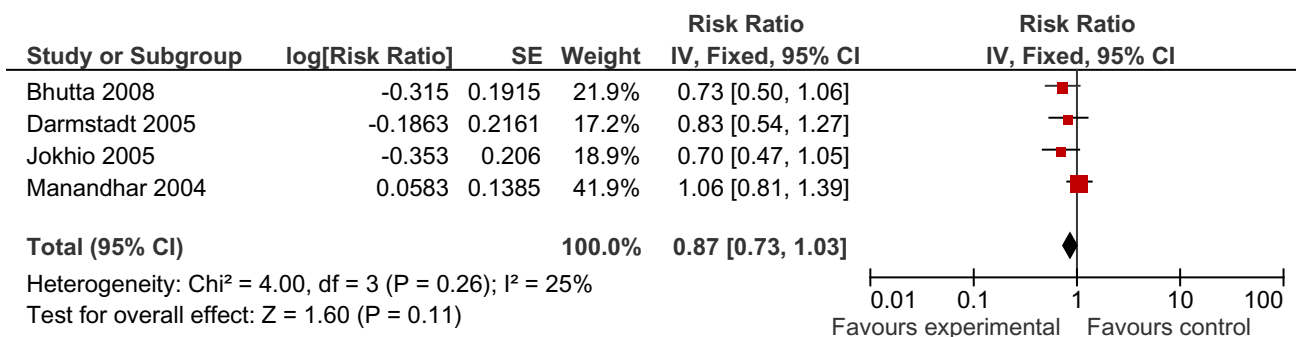 Risk Ratio Risk Ratio
Study or Subgroup log[Risk Ratio] SE Weight IV, Fixed, 95% CI IV, Fixed, 95% CI
Bhutta 2008 -0.315 0.1915 21.9% 0.73 [0.50, 1.06]
Darmstadt 2005 -0.1863 0.2161 17.2% 0.83 [0.54, 1.27]
Jokhio 2005 -0.353 0.206 18.9% 0.70 [0.47, 1.05]
Manandhar 2004 0.0583 0.1385 41.9% 1.06 [0.81, 1.39]
Total (95% CI) 100.0% 0.87 [0.73, 1.03]
Heterogeneity: Chi² = 4.00, df = 3 (P = 0.26); I² = 25%
Test for overall effect: Z = 1.60 (P = 0.11)
0.01 0.1 1 10 100
Favours experimental Favours control